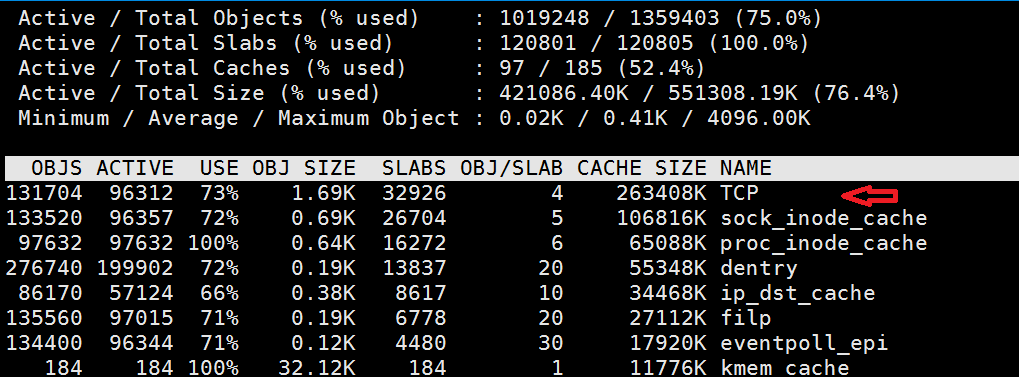 Active / Total Objects (% used) : 1019248 / 1359403 (75.0%)
Active / Total Slabs (% used) : 120801 / 120805 (100.0%)
Active / Total Caches (% used) : 97 / 185 (52.4%)
Active / Total Size (% used) : 421086.40K / 551308.19K (76.4%)
Minimum / Average / Maximum Object : 0.02K / 0.41K / 4096.00K
OBJS ACTIVE USE OBJ SIZE SLABS OBJ/SLAB CACHE SIZE NAME
131704 96312 73% 1.69K 32926 4 263408K TCP
133520 96357 72% 0.69K 26704 5 106816K sock_inode_cache
97632 97632 100% 0.64K 16272 6 65088K proc_inode_cache
276740 199902 72% 0.19K 13837 20 55348K dentry
86170 57124 66% 0.38K 8617 10 34468K ip_dst_cache
135560 97015 71% 0.19K 6778 20 27112K filp
134400 96344 71% 0.12K 4480 30 17920K eventpoll_epi
184 184 100% 32.12K 184 1 11776K kmem_cache